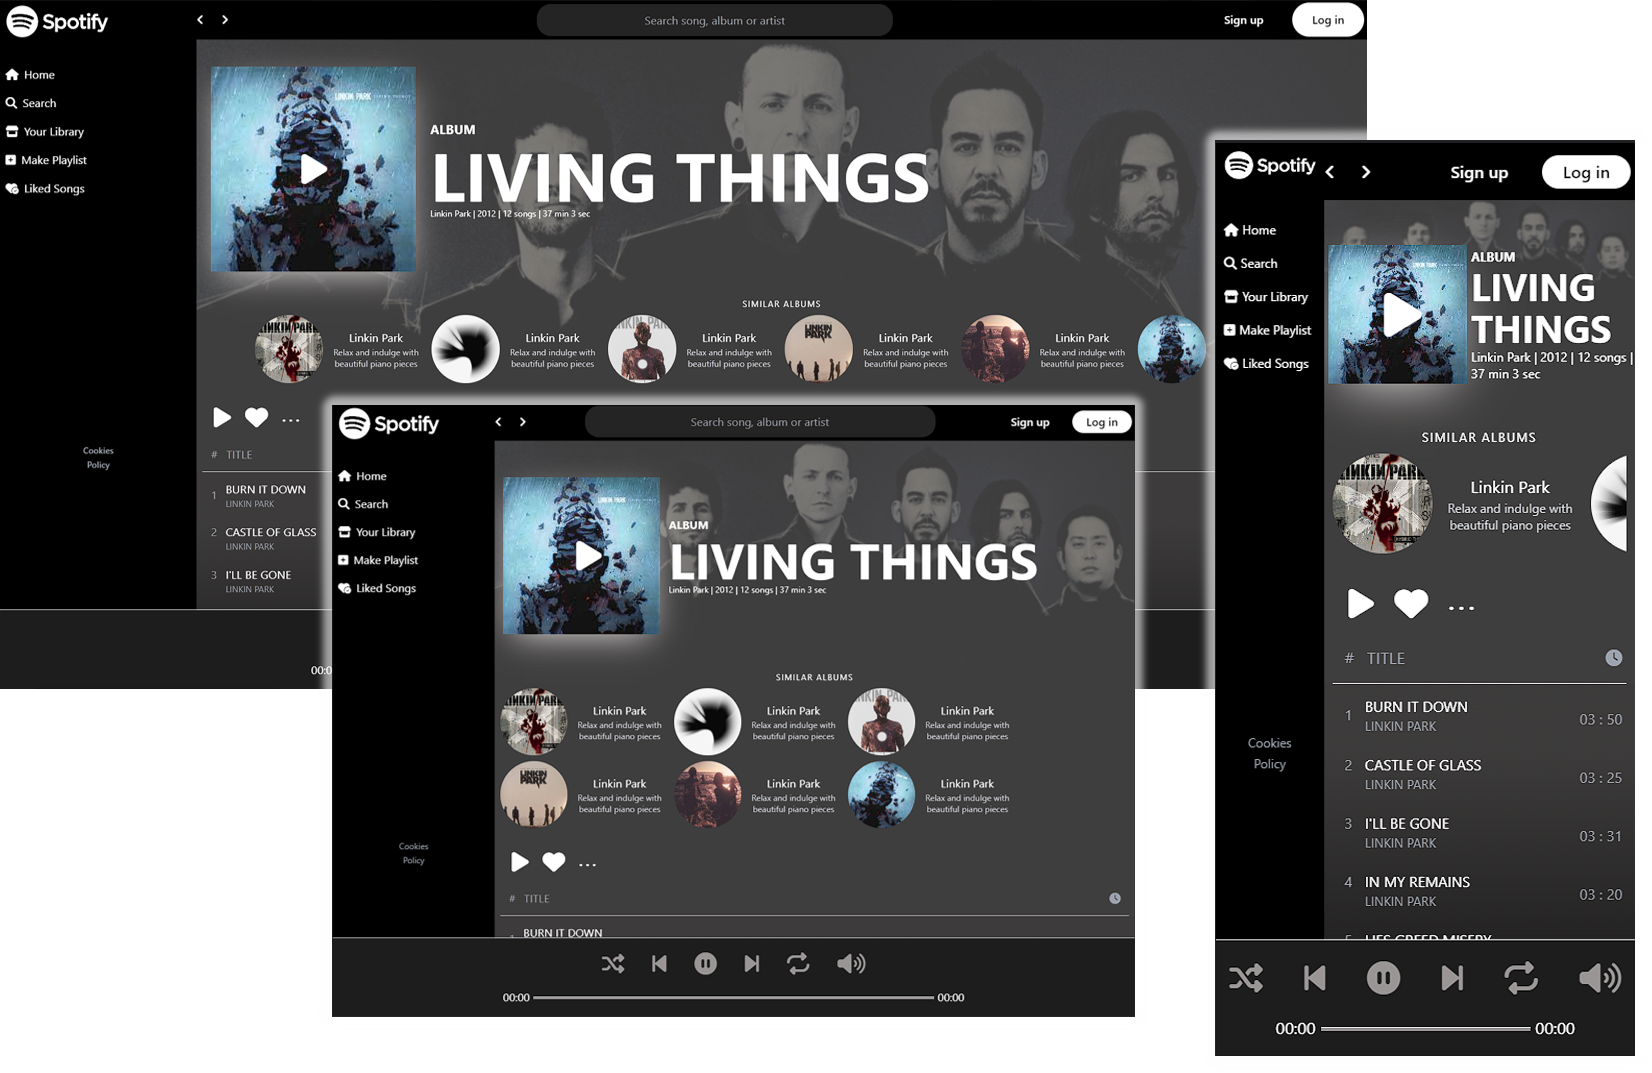 Spotify
Search song, album or artist
Sign up
Log in
Home
Search
Your Library
Make Playlist
Liked Songs
Cookies
Policy
LINKIN PARK LIVING THINGS
ALBUM
LIVING THINGS
Linkin Park | 2012 | 12 songs | 37 min 3 sec
SIMILAR ALBUMS
Linkin Park
Relax and indulge with
beautiful piano pieces
Linkin Park
Relax and indulge with
beautiful piano pieces
Linkin Park
Relax and indulge with
beautiful piano pieces
LINKIN
PARK
Linkin Park
Relax and indulge with
beautiful piano pieces
Linkin Park
Relax and indulge with
beautiful piano pieces
...
# TITLE
1 BURN IT DOWN
LINKIN PARK
2 CASTLE OF GLASS
LINKIN PARK
3 I'LL BE GONE
LINKIN PARK
Spotify
Search song, album or artist
Sign up
Log in
Home
Search
Your Library
Make Playlist
Liked Songs
Cookies
Policy
ALBUM
LIVING THINGS
Linkin Park | 2012 | 12 songs | 37 min 3 sec
SIMILAR ALBUMS
Linkin Park
Relax and indulge with
beautiful piano pieces
Linkin Park
Relax and indulge with
beautiful piano pieces
Linkin Park
Relax and indulge with
beautiful piano pieces
LINKIN
PARK
Linkin Park
Relax and indulge with
beautiful piano pieces
Linkin Park
Relax and indulge with
beautiful piano pieces
Linkin Park
Relax and indulge with
beautiful piano pieces
...
# TITLE
BURN IT DOWN
00:00
00:00
Spotify
Sign up
Log in
Home
Search
Your Library
Make Playlist
Liked Songs
Cookies
Policy
ALBUM
LIVING
THINGS
Linkin Park | 2012 | 12 songs |
37 min 3 sec
SIMILAR ALBUMS
Linkin Park
Relax and indulge with
beautiful piano pieces
...
# TITLE
1 BURN IT DOWN 03 : 50
LINKIN PARK
2 CASTLE OF GLASS 03 : 25
LINKIN PARK
3 I'LL BE GONE 03 : 31
LINKIN PARK
4 IN MY REMAINS 03 : 20
LINKIN PARK
00:00
00:00